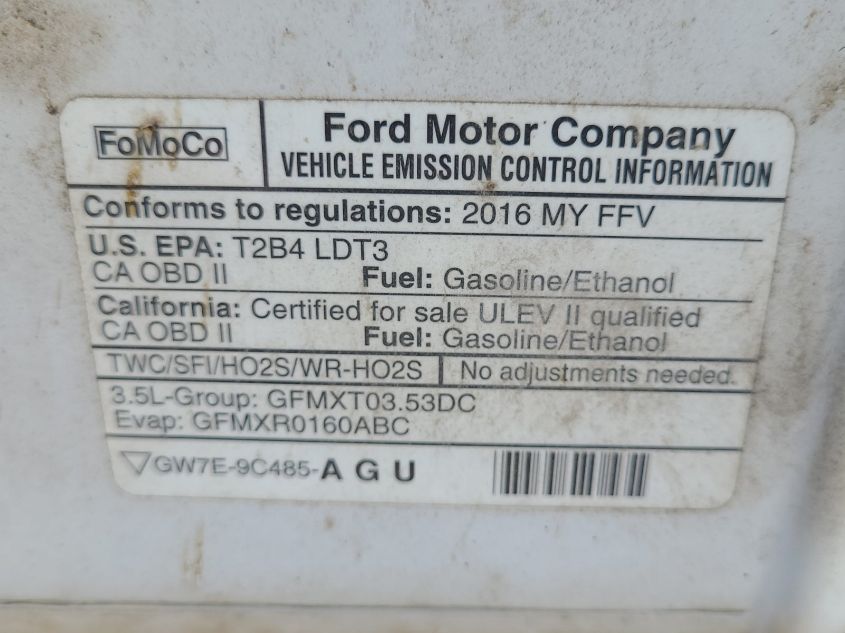 FoMoCo
Ford Motor Company
VEHICLE EMISSION CONTROL INFORMATION
Conforms to regulations: 2016 MY FFV
U.S. EPA: T2B4 LDT3
CA OBD II Fuel: Gasoline/Ethanol
California: Certified for sale ULEV II qualified
CA OBD II Fuel: Gasoline/Ethanol
TWC/SFI/HO2S/WR-HO2S No adjustments needed.
3.5L-Group: GFMXT03.53DC
Evap: GFMXR0160ABC
GW7E-9C485-A G U